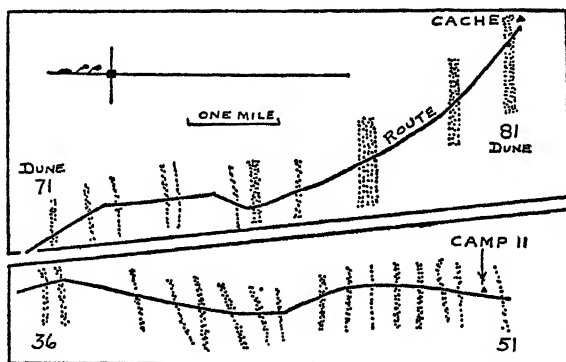 CACHE
ONE MILE
ROUTE
81
DUNE
DUNE
71
CAMP II
36
51